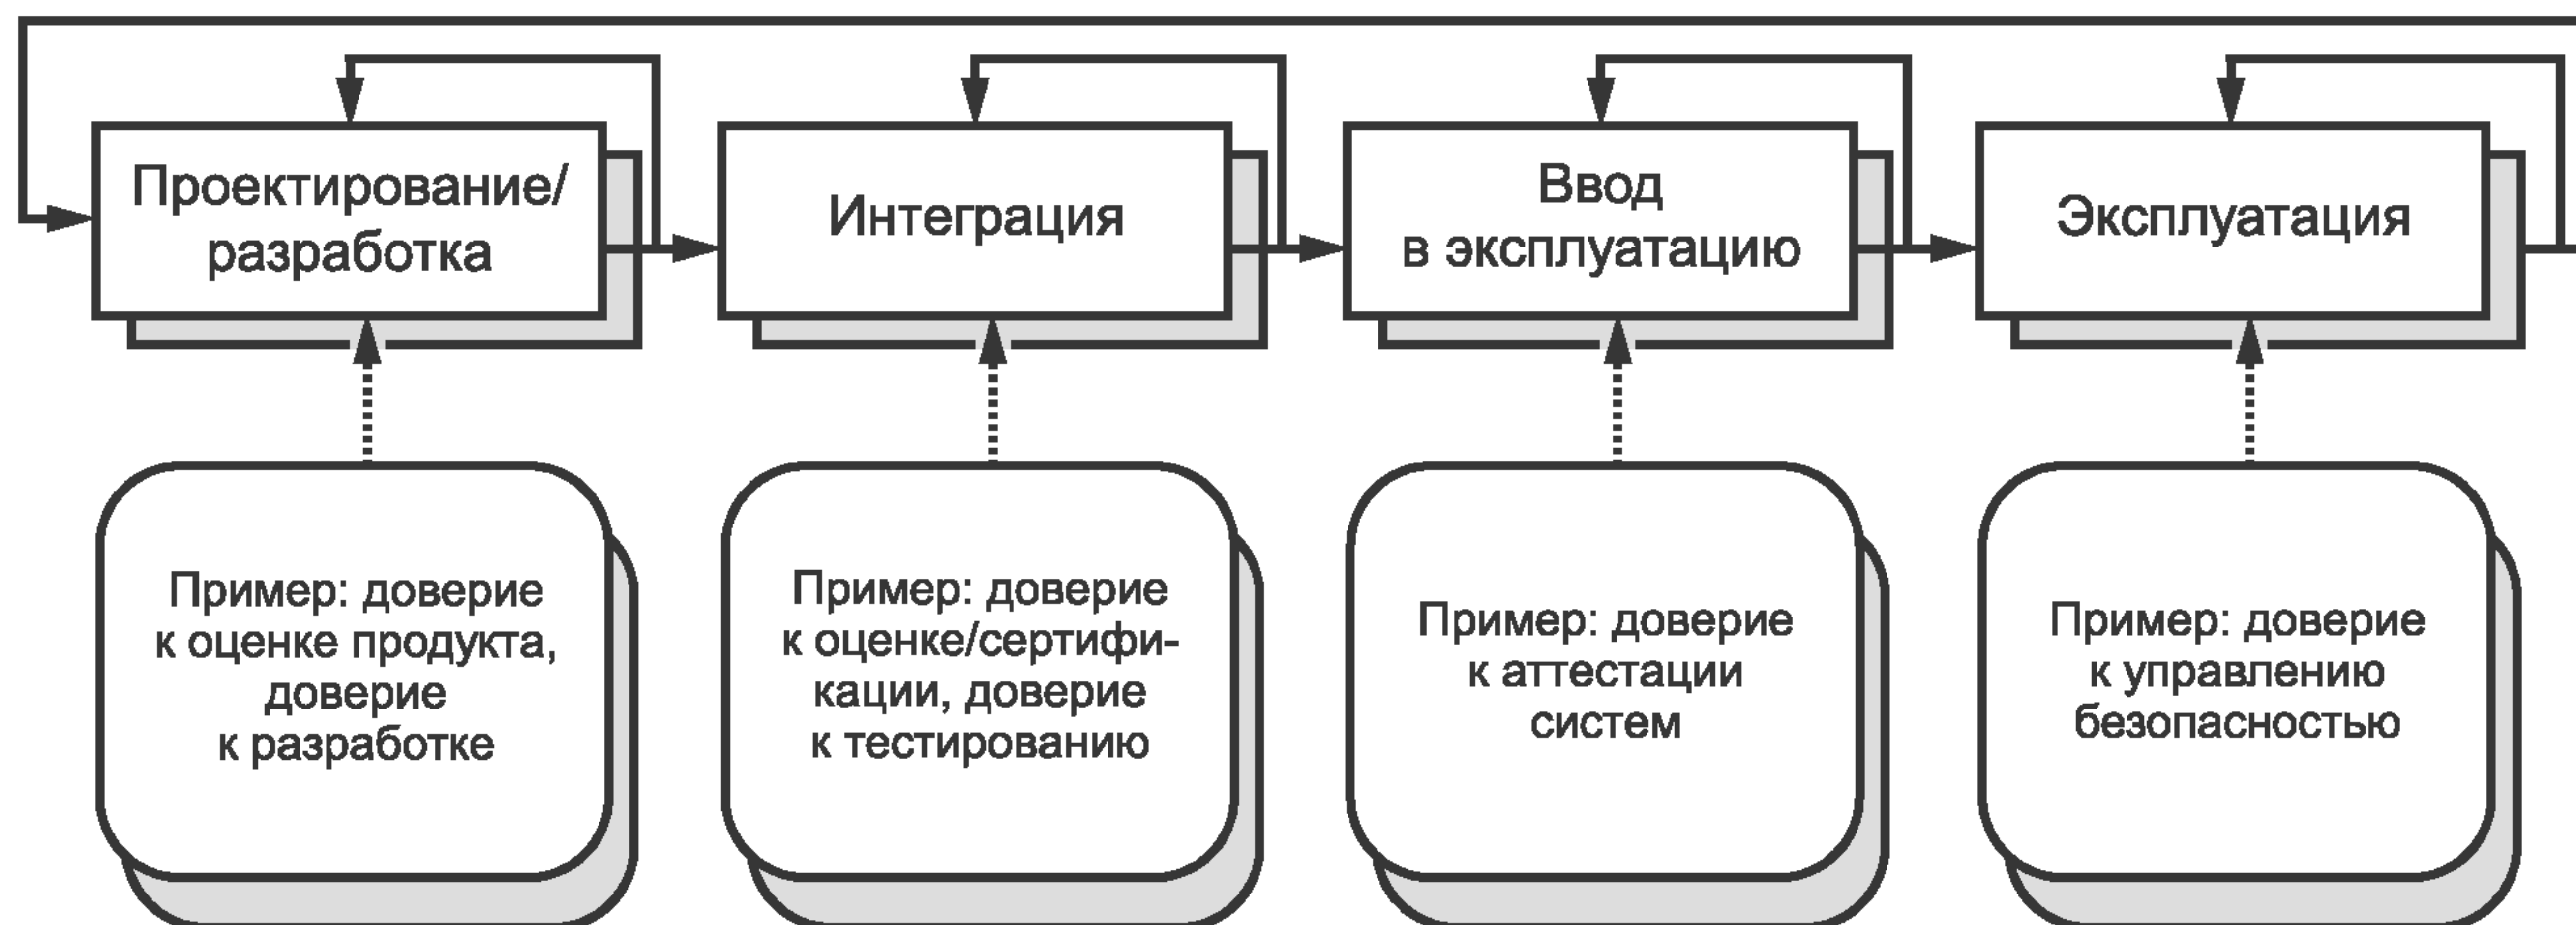 Проектирование/
разработка
Интеграция
Ввод
в эксплуатацию
Эксплуатация
Пример: доверие
к оценке продукта,
доверие
к разработке
Пример: доверие
к оценке/сертифи-
кации, доверие
к тестированию
Пример: доверие
к аттестации
систем
Пример: доверие
к управлению
безопасностью